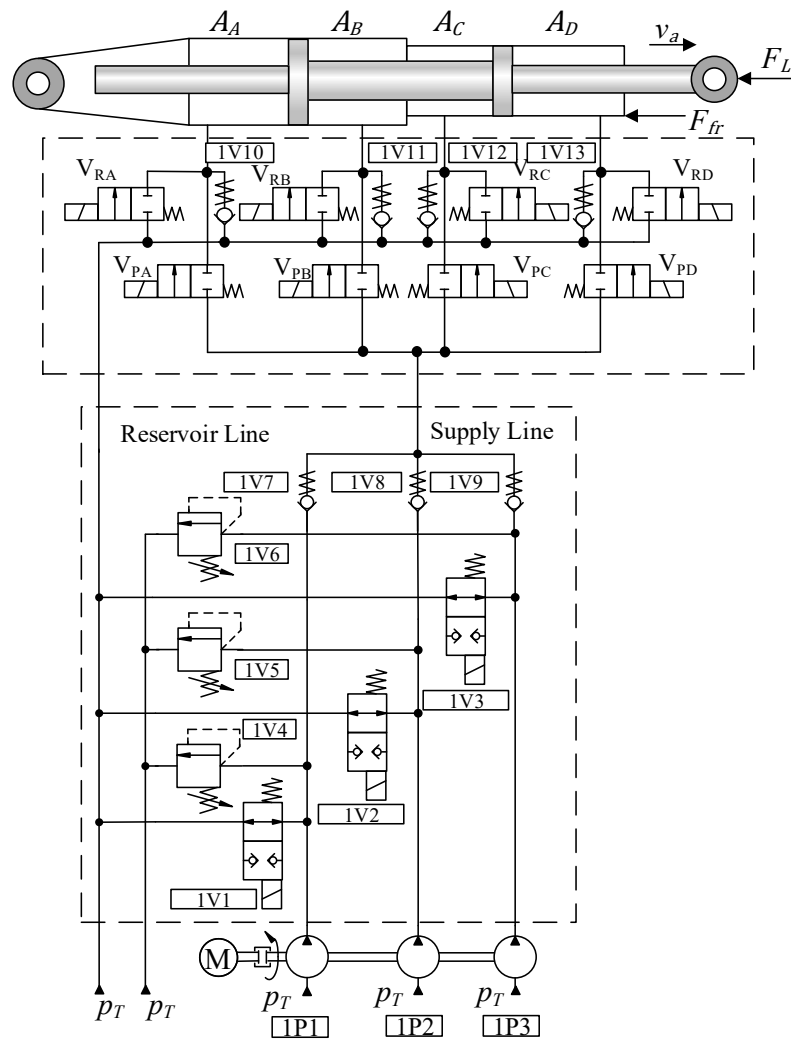 A_A A_B A_C A_D v_a
F_L
F_fr
1V10 1V11 1V12 1V13
V_RA V_RB V_RC V_RD
V_PA V_PB V_PC V_PD
Reservoir Line Supply Line
1V7 1V8 1V9
1V6
1V5
1V3
1V4
1V2
1V1
M
p_T p_T p_T p_T p_T
1P1 1P2 1P3